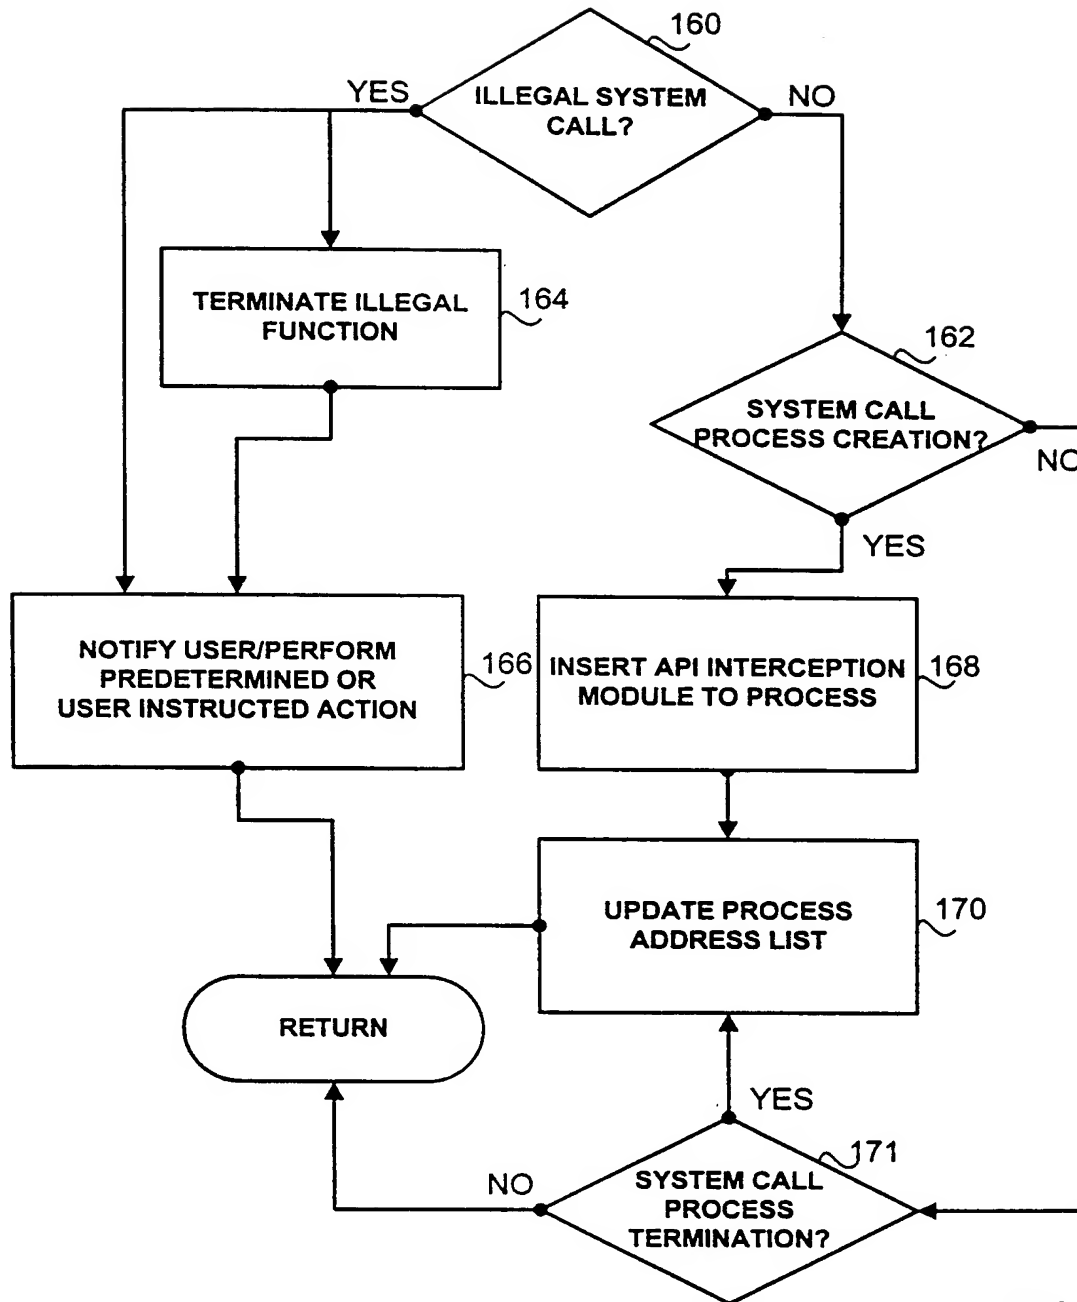 160
YES
ILLEGAL SYSTEM
CALL?
NO
TERMINATE ILLEGAL
FUNCTION
164
162
SYSTEM CALL
PROCESS CREATION?
NO
YES
NOTIFY USER/PERFORM
PREDETERMINED OR
USER INSTRUCTED ACTION
166
INSERT API INTERCEPTION
MODULE TO PROCESS
168
UPDATE PROCESS
ADDRESS LIST
170
RETURN
YES
171
NO
SYSTEM CALL
PROCESS
TERMINATION?